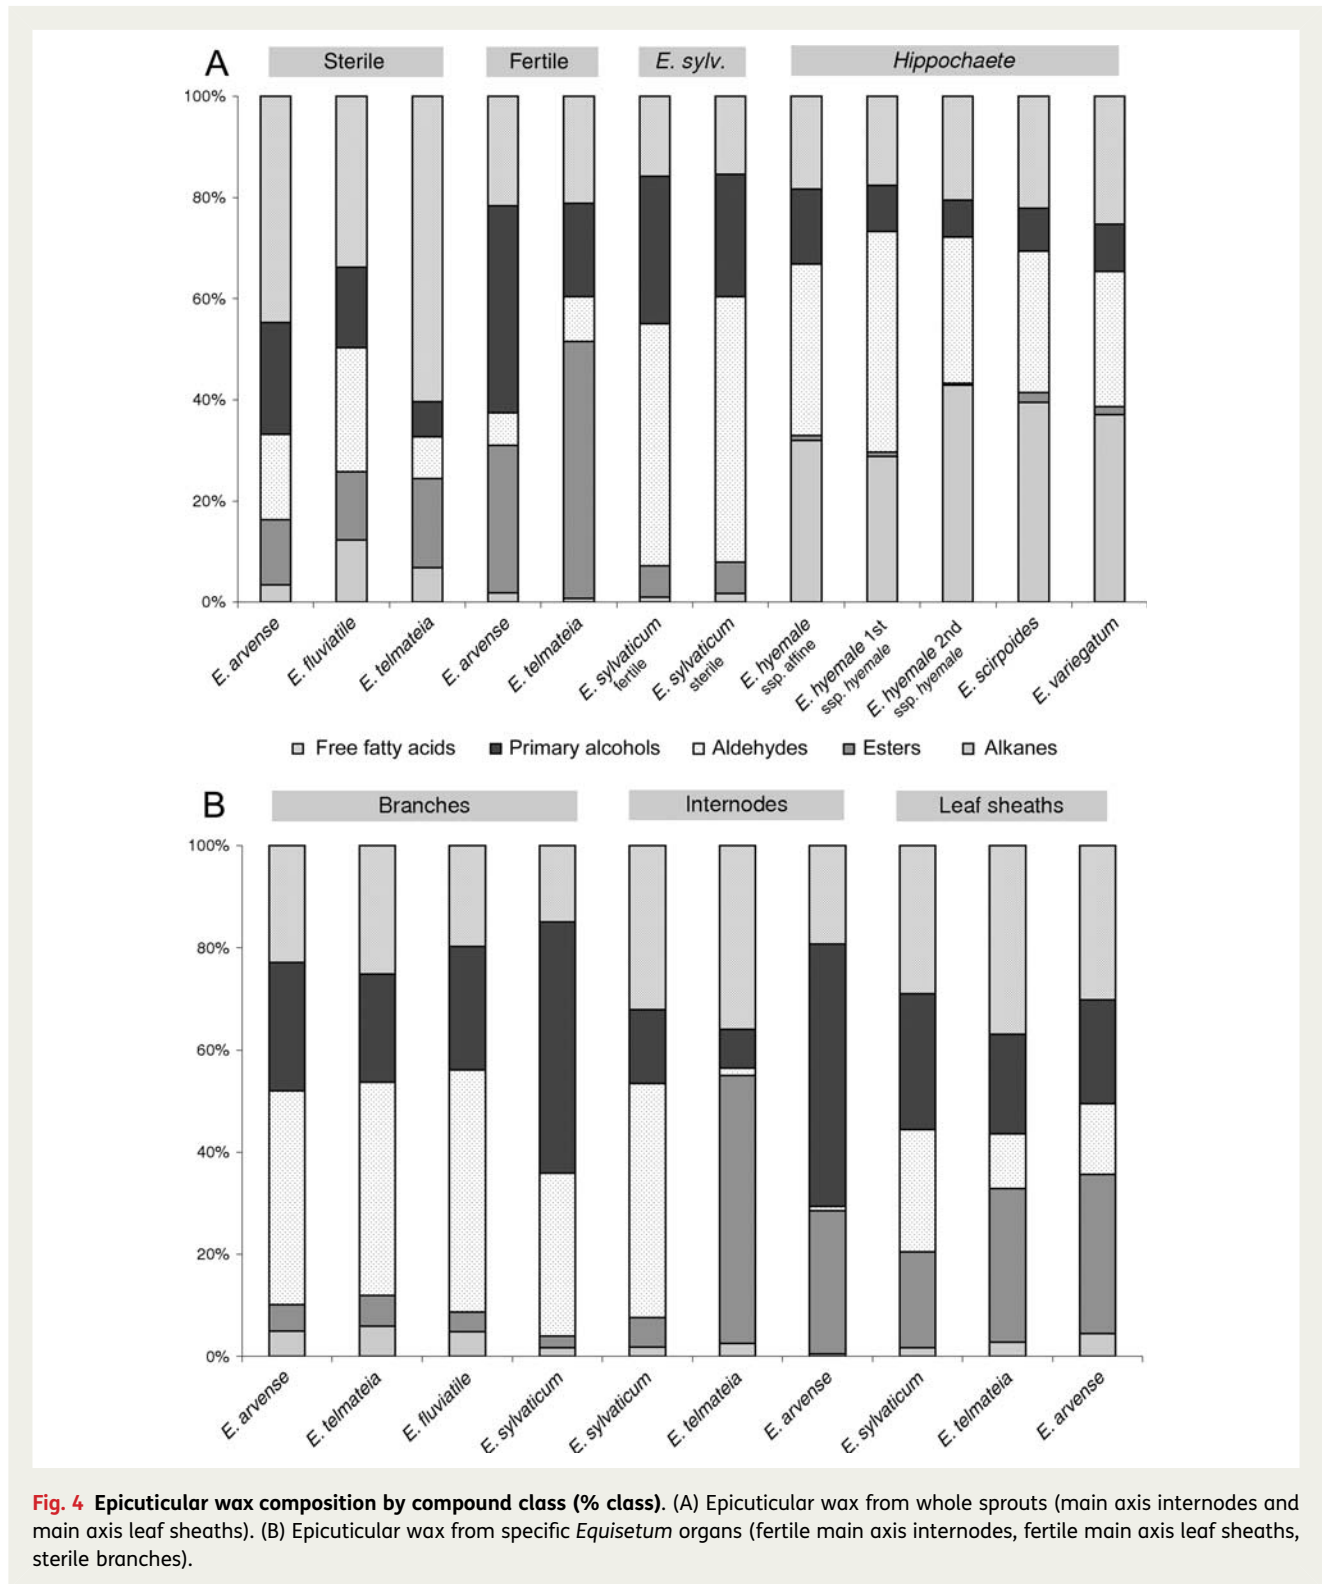 A
Sterile Fertile E. sylv. Hippochaete
100%
80%
60%
40%
20%
0%
E. arvense
E. fluviatile
E. telmateia
E. arvense
E. telmateia
E. sylvaticum
fertile
E. sylvaticum
sterile
E. hyemale
ssp. affine
E. hyemale 1st
ssp. hyemale
E. hyemale 2nd
ssp. hyemale
E. scirpoides
E. variegatum
Free fatty acids Primary alcohols Aldehydes Esters Alkanes
B
Branches Internodes Leaf sheaths
100%
80%
60%
40%
20%
0%
E. arvense
E. telmateia
E. fluviatile
E. sylvaticum
E. sylvaticum
E. telmateia
E. arvense
E. sylvaticum
E. telmateia
E. arvense
Fig. 4 Epicuticular wax composition by compound class (% class). (A) Epicuticular wax from whole sprouts (main axis internodes and
main axis leaf sheaths). (B) Epicuticular wax from specific Equisetum organs (fertile main axis internodes, fertile main axis leaf sheaths,
sterile branches).